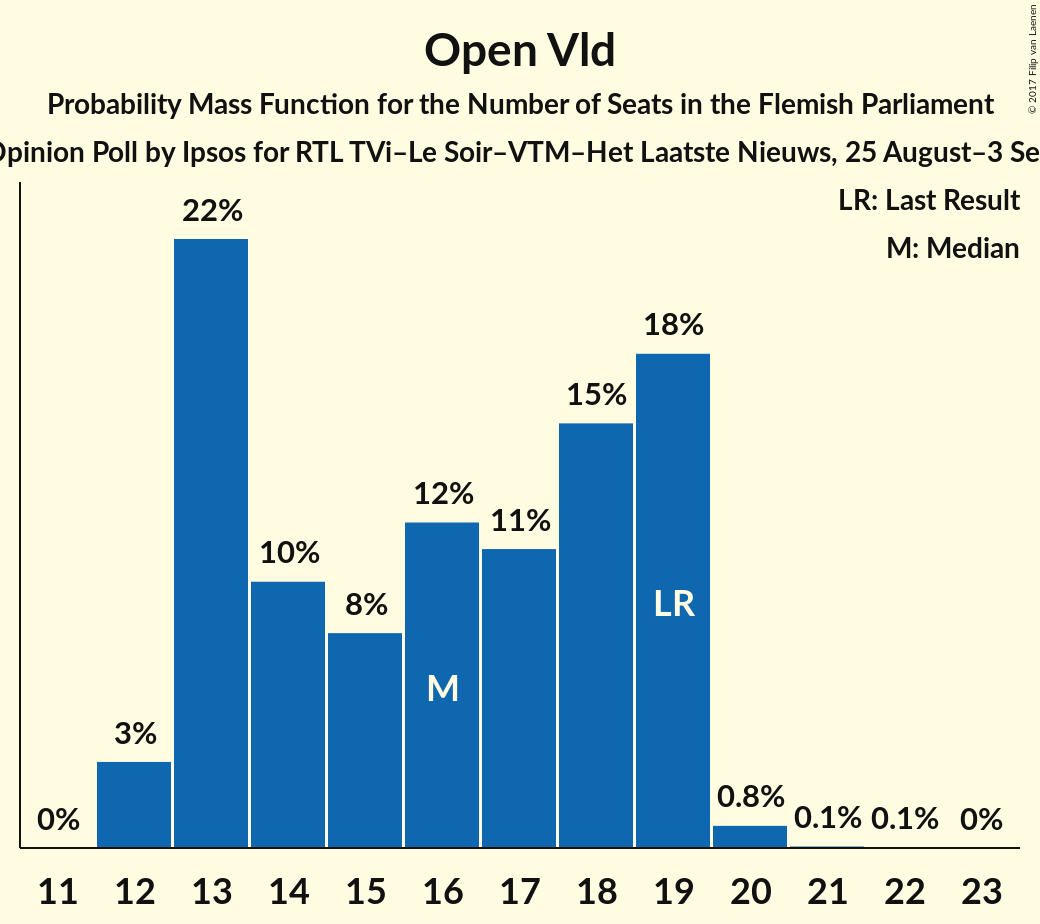 Open Vld
Probability Mass Function for the Number of Seats in the Flemish Parliament
Opinion Poll by Ipsos for RTL TVi–Le Soir–VTM–Het Laatste Nieuws, 25 August–3 Se
© 2017 Filip van Laenen
LR: Last Result
M: Median
22%
18%
15%
12%
11%
10%
8%
3%
0.8%
0%
0.1%
0.1%
0%
LR
M
11 12 13 14 15 16 17 18 19 20 21 22 23